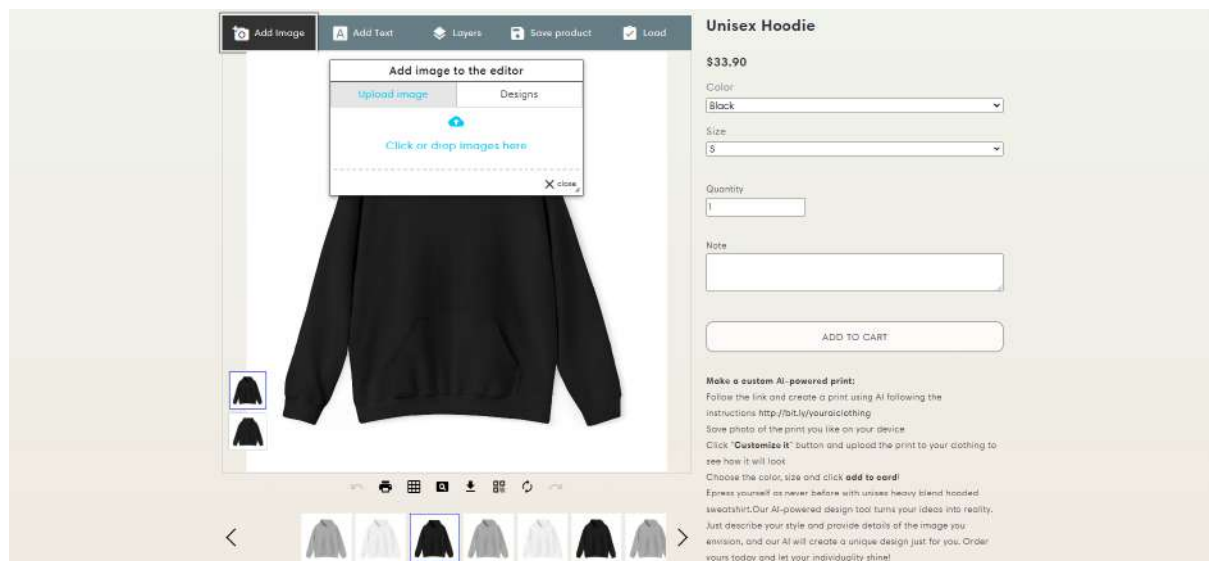 Add Image
Add Text
Layers
Save product
Load
Add image to the editor
Upload image
Designs
Click or drop images here
close
Unisex Hoodie
$33,90
Color
Black
Size
S
Quantity
1
Note
ADD TO CART
Make a custom AI-powered print:
Follow the link and create a print using AI following the
instructions http://bit.ly/youraiclothing
Save photo of the print you like on your device
Click "Customize it" button and upload the print to your clothing to
see how it will look
Choose the color, size and click add to card!
Epress yourself as never before with unisex heavy blend hooded
sweatshirt.Our AI-powered design tool turns your ideas into reality.
Just describe your style and provide details of the image you
envision, and our AI will create a unique design just for you. Order
yours today and let your individuality shine!